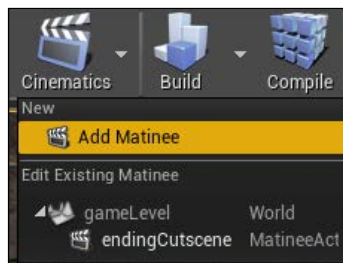 Cinematics Build Compile
New
Add Matinee
Edit Existing Matinee
gameLevel World
endingCutscene MatineeAct